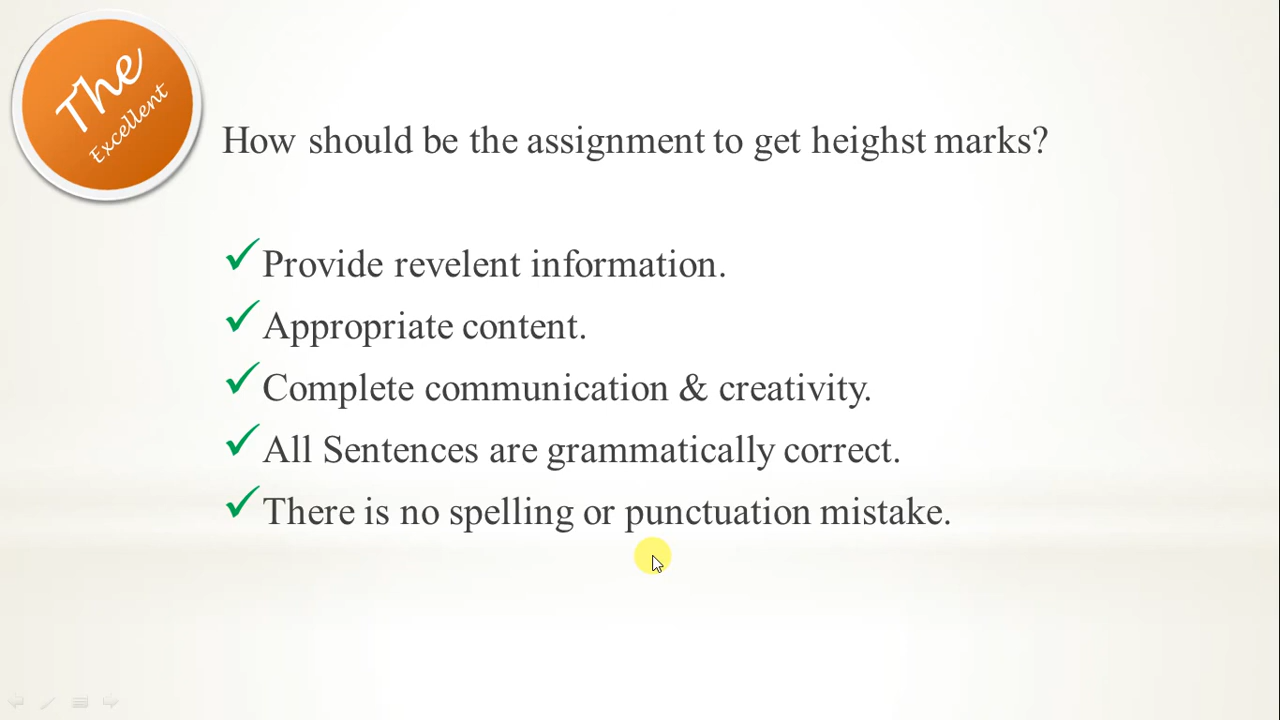 The
Excellent
How should be the assignment to get heighst marks?
Provide revelent information.
Appropriate content.
Complete communication & creativity.
All Sentences are grammatically correct.
There is no spelling or punctuation mistake.